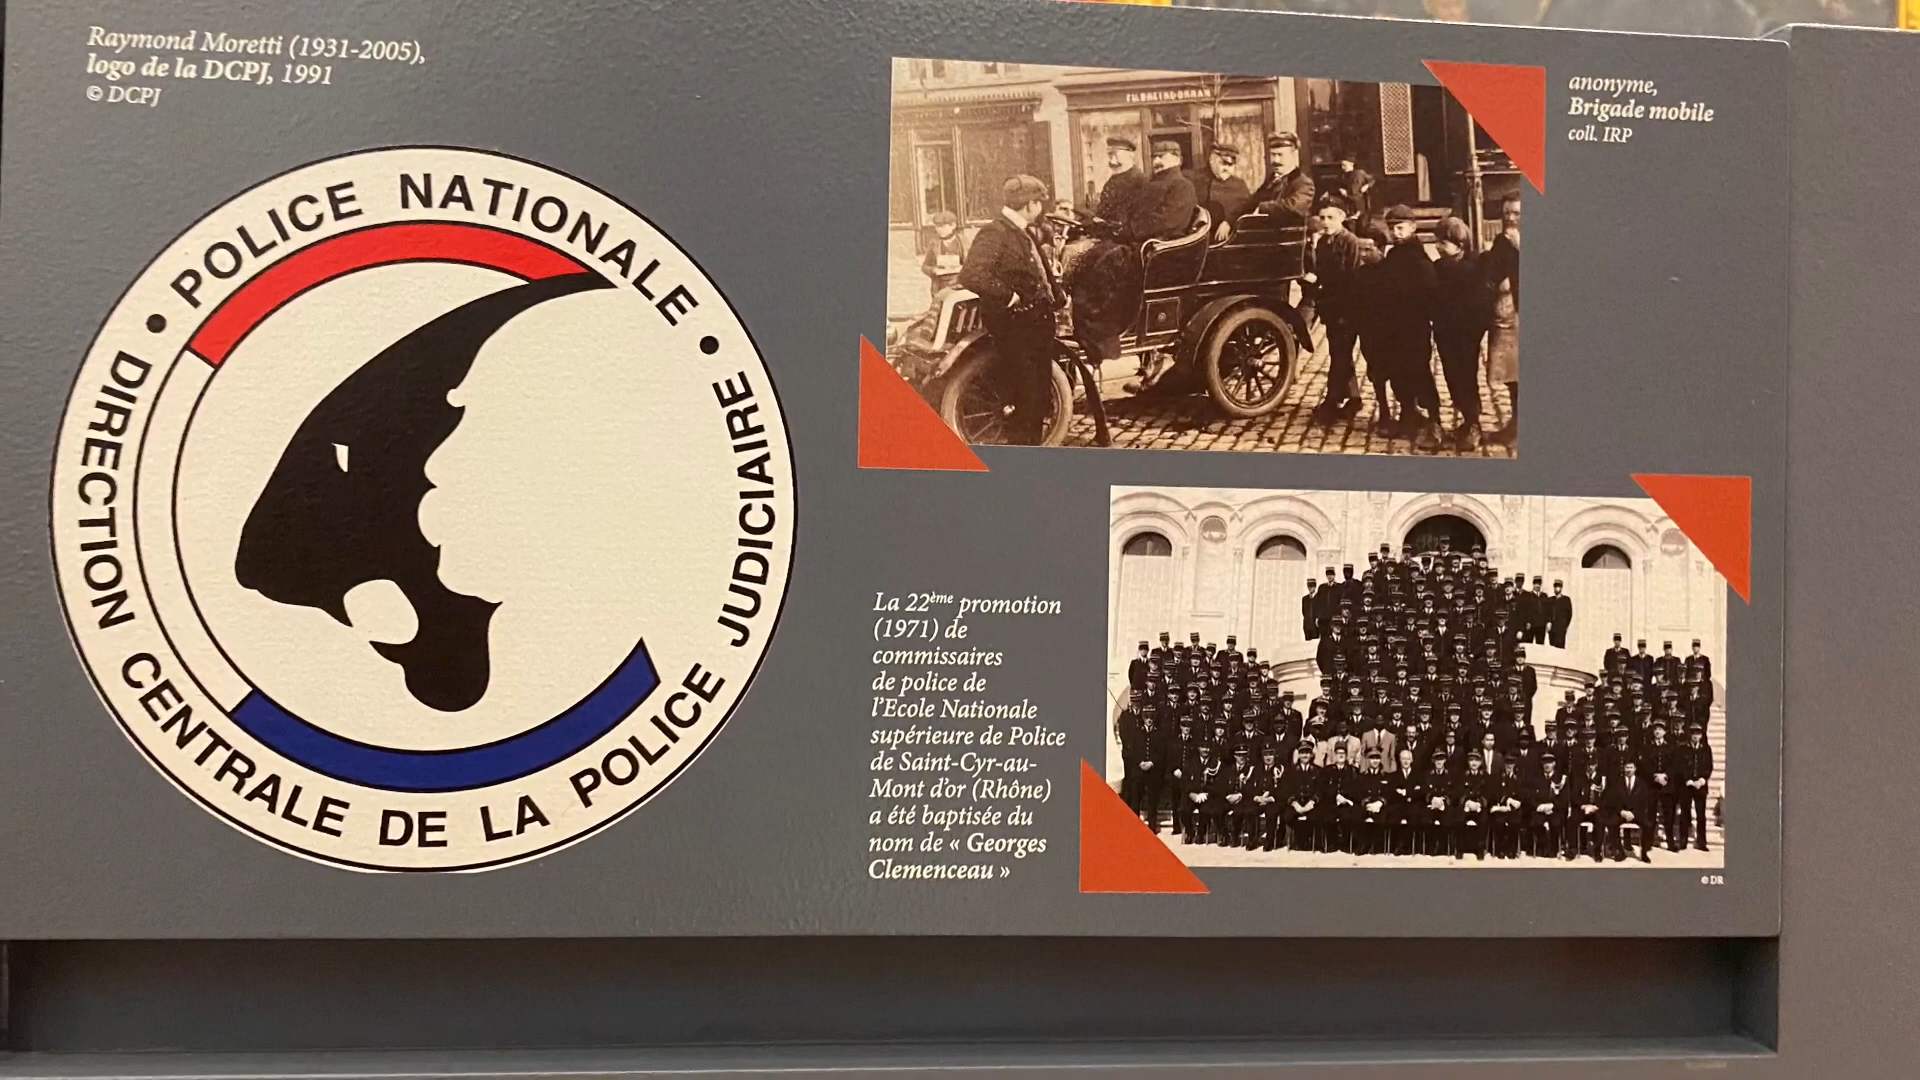 Raymond Moretti (1931-2005),
logo de la DCPJ, 1991
© DCPJ
• POLICE NATIONALE •
DIRECTION CENTRALE DE LA POLICE JUDICIAIRE
anonyme,
Brigade mobile
coll. IRP
La 22ème promotion
(1971) de
commissaires
de police de
l'Ecole Nationale
supérieure de Police
de Saint-Cyr-au-
Mont d'or (Rhône)
a été baptisée du
nom de « Georges
Clemenceau »
© DR